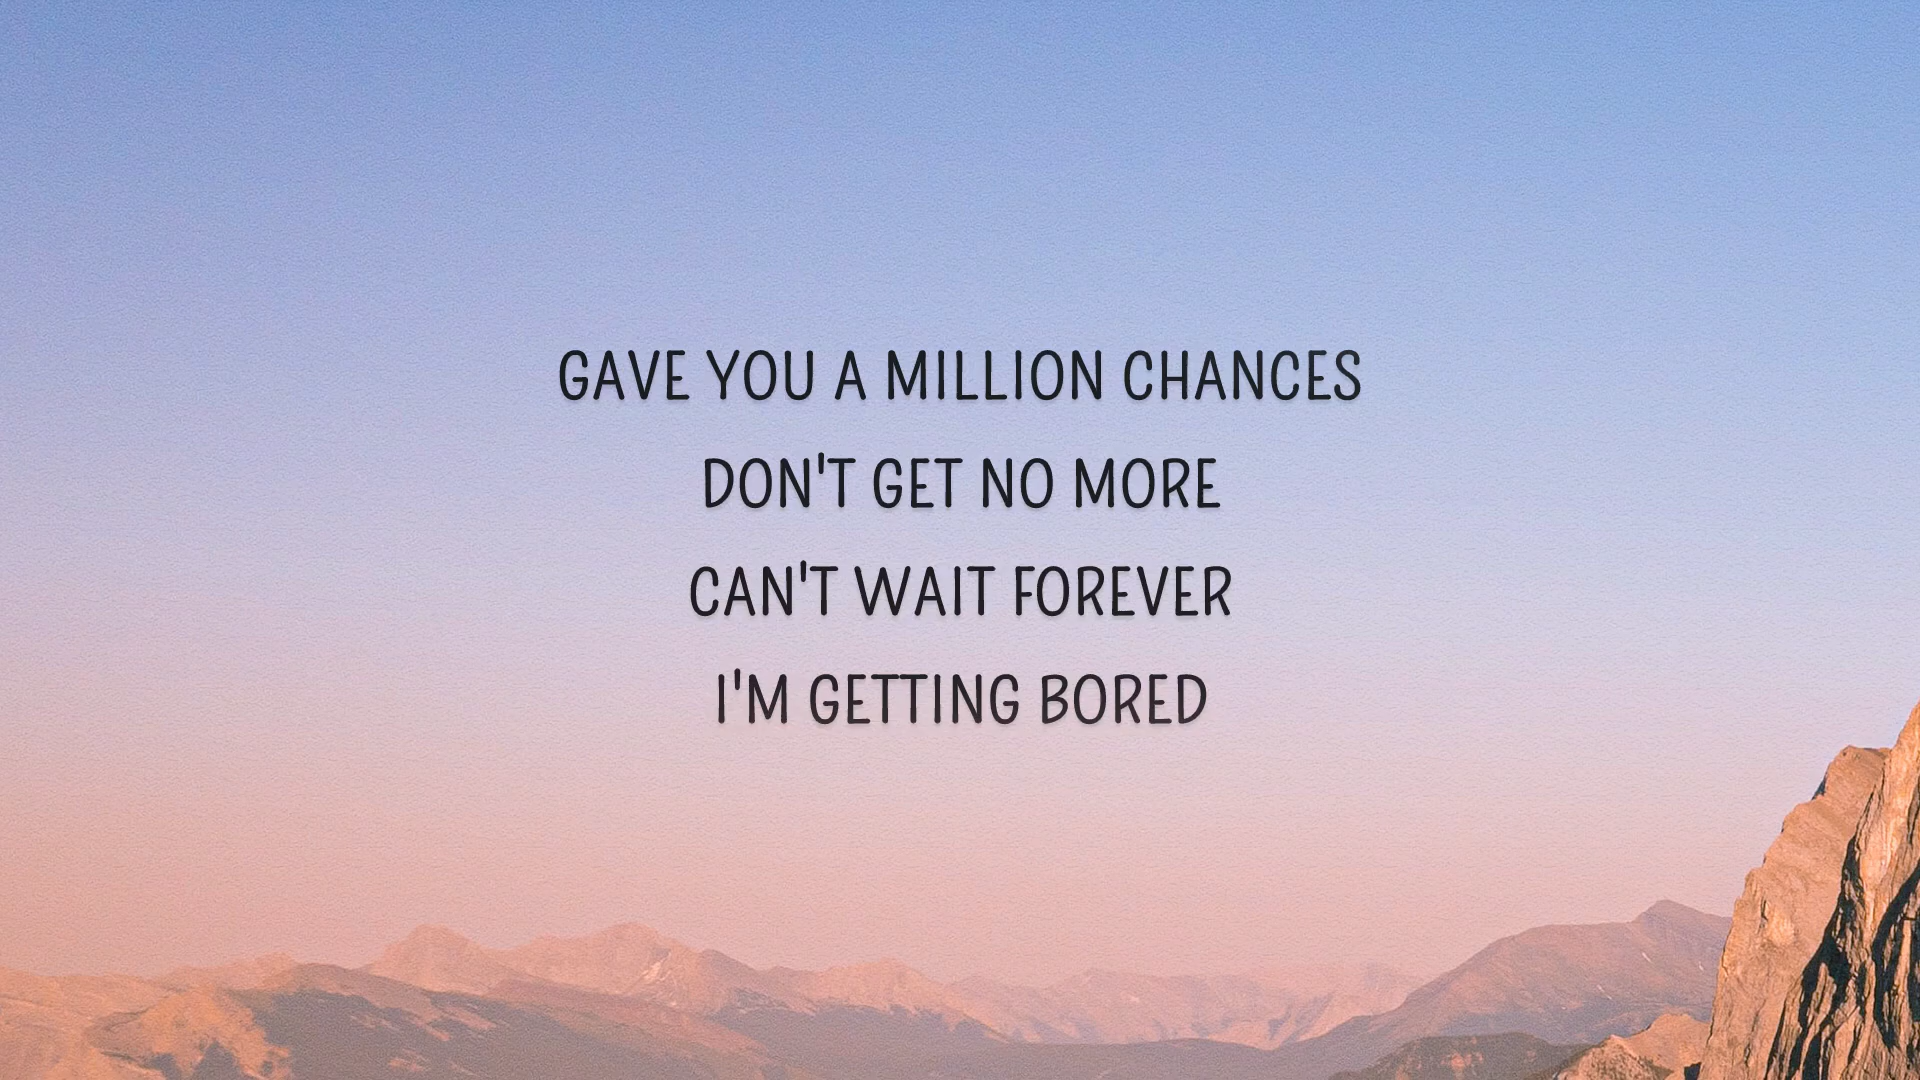 GAVE YOU A MILLION CHANCES
DON'T GET NO MORE
CAN'T WAIT FOREVER
I'M GETTING BORED